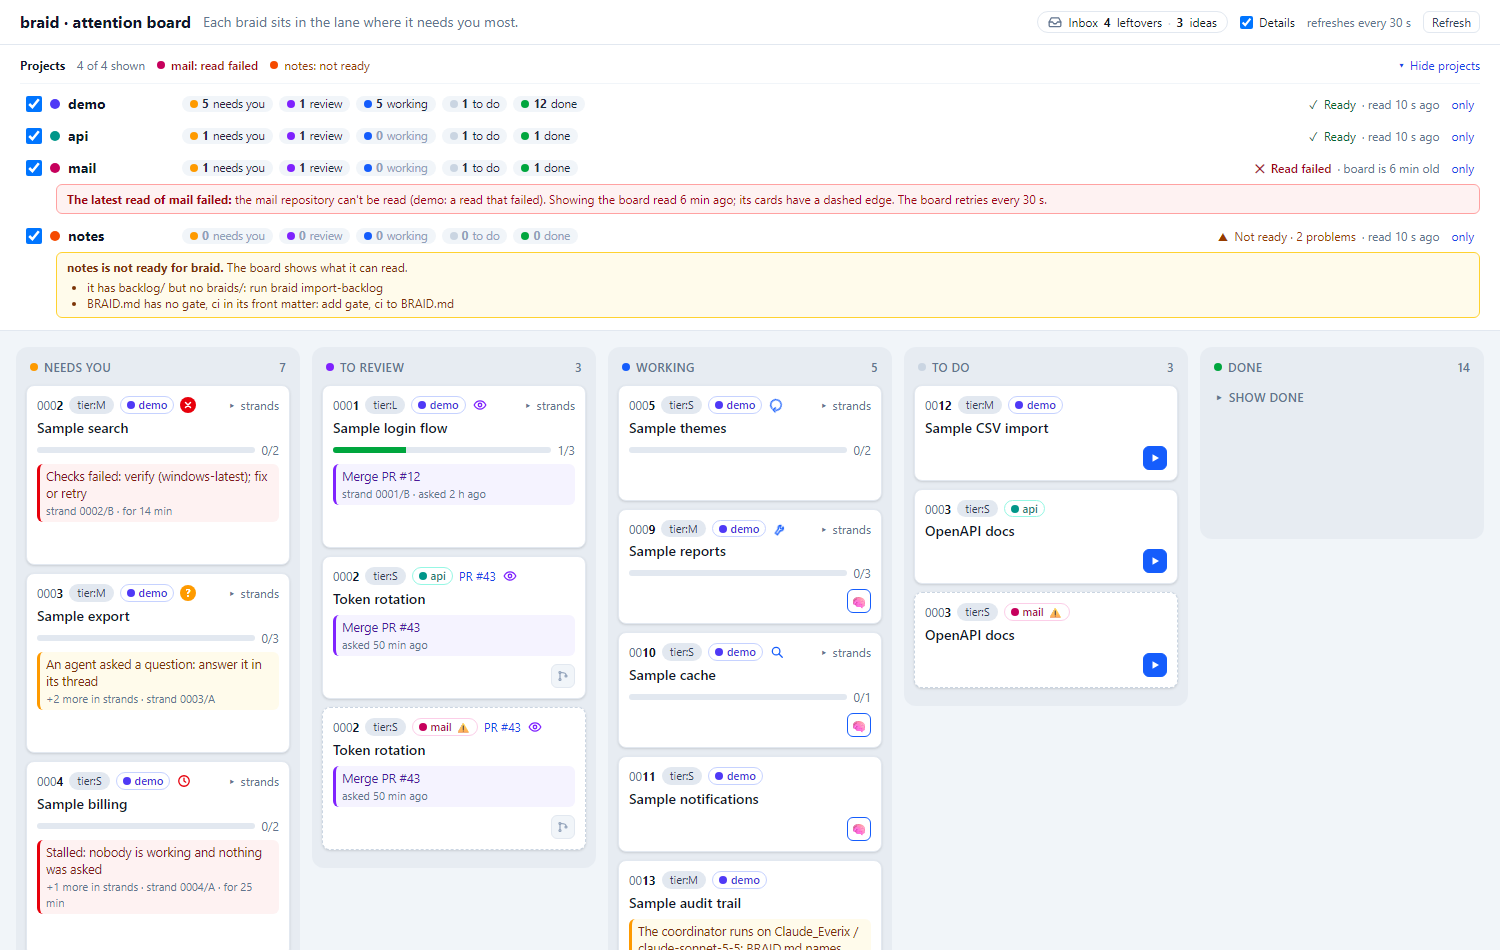 braid · attention board Each braid sits in the lane where it needs you most. Inbox 4 leftovers · 3 ideas Details refreshes every 30 s Refresh
Projects 4 of 4 shown mail: read failed notes: not ready Hide projects
demo 5 needs you 1 review 5 working 1 to do 12 done ✓ Ready · read 10 s ago only
api 1 needs you 1 review 0 working 1 to do 1 done ✓ Ready · read 10 s ago only
mail 1 needs you 1 review 0 working 1 to do 1 done Read failed · board is 6 min old only
The latest read of mail failed: the mail repository can't be read (demo: a read that failed). Showing the board read 6 min ago; its cards have a dashed edge. The board retries every 30 s.
notes 0 needs you 0 review 0 working 0 to do 0 done Not ready · 2 problems · read 10 s ago only
notes is not ready for braid. The board shows what it can read.
• it has backlog/ but no braids/: run braid import-backlog
• BRAID.md has no gate, ci in its front matter: add gate, ci to BRAID.md
NEEDS YOU 7
0002 tier:M demo strands
Sample search
0/2
Checks failed: verify (windows-latest); fix
or retry
strand 0002/B · for 14 min
0003 tier:M demo ? strands
Sample export
0/3
An agent asked a question: answer it in
its thread
+2 more in strands · strand 0003/A
0004 tier:S demo strands
Sample billing
0/2
Stalled: nobody is working and nothing
was asked
+1 more in strands · strand 0004/A · for 25
min
TO REVIEW 3
0001 tier:L demo strands
Sample login flow
1/3
Merge PR #12
strand 0001/B · asked 2 h ago
0002 tier:S api PR #43
Token rotation
Merge PR #43
asked 50 min ago
0002 tier:S mail PR #43
Token rotation
Merge PR #43
asked 50 min ago
WORKING 5
0005 tier:S demo strands
Sample themes
0/2
0009 tier:M demo strands
Sample reports
0/3
0010 tier:S demo strands
Sample cache
0/1
0011 tier:S demo
Sample notifications
0013 tier:M demo
Sample audit trail
The coordinator runs on Claude_Everix /
claude-sonnet-5-5; BRAID.md names
TO DO 3
0012 tier:M demo
Sample CSV import
0003 tier:S api
OpenAPI docs
0003 tier:S mail
OpenAPI docs
DONE 14
SHOW DONE